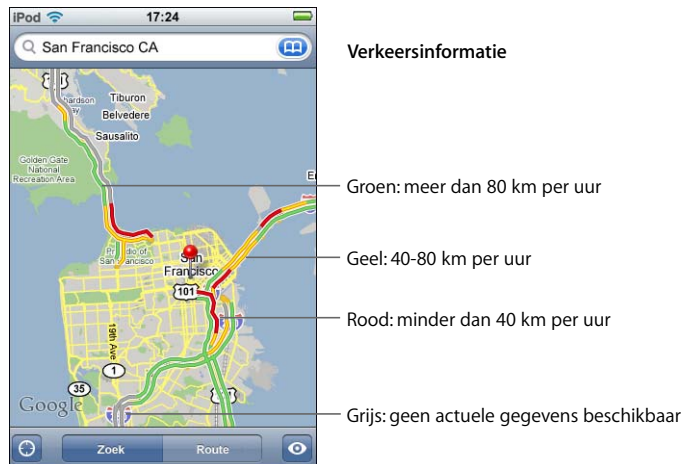 iPod 17:24
San Francisco CA
Verkeersinformatie
Tiburon
Belvedere
Sausalito
Golden Gate
National
Recreation Area
Groen: meer dan 80 km per uur
San Francisco
Geel: 40-80 km per uur
101
Rood: minder dan 40 km per uur
19th Ave
1
35
Google
Grijs: geen actuele gegevens beschikbaar
Zoek Route